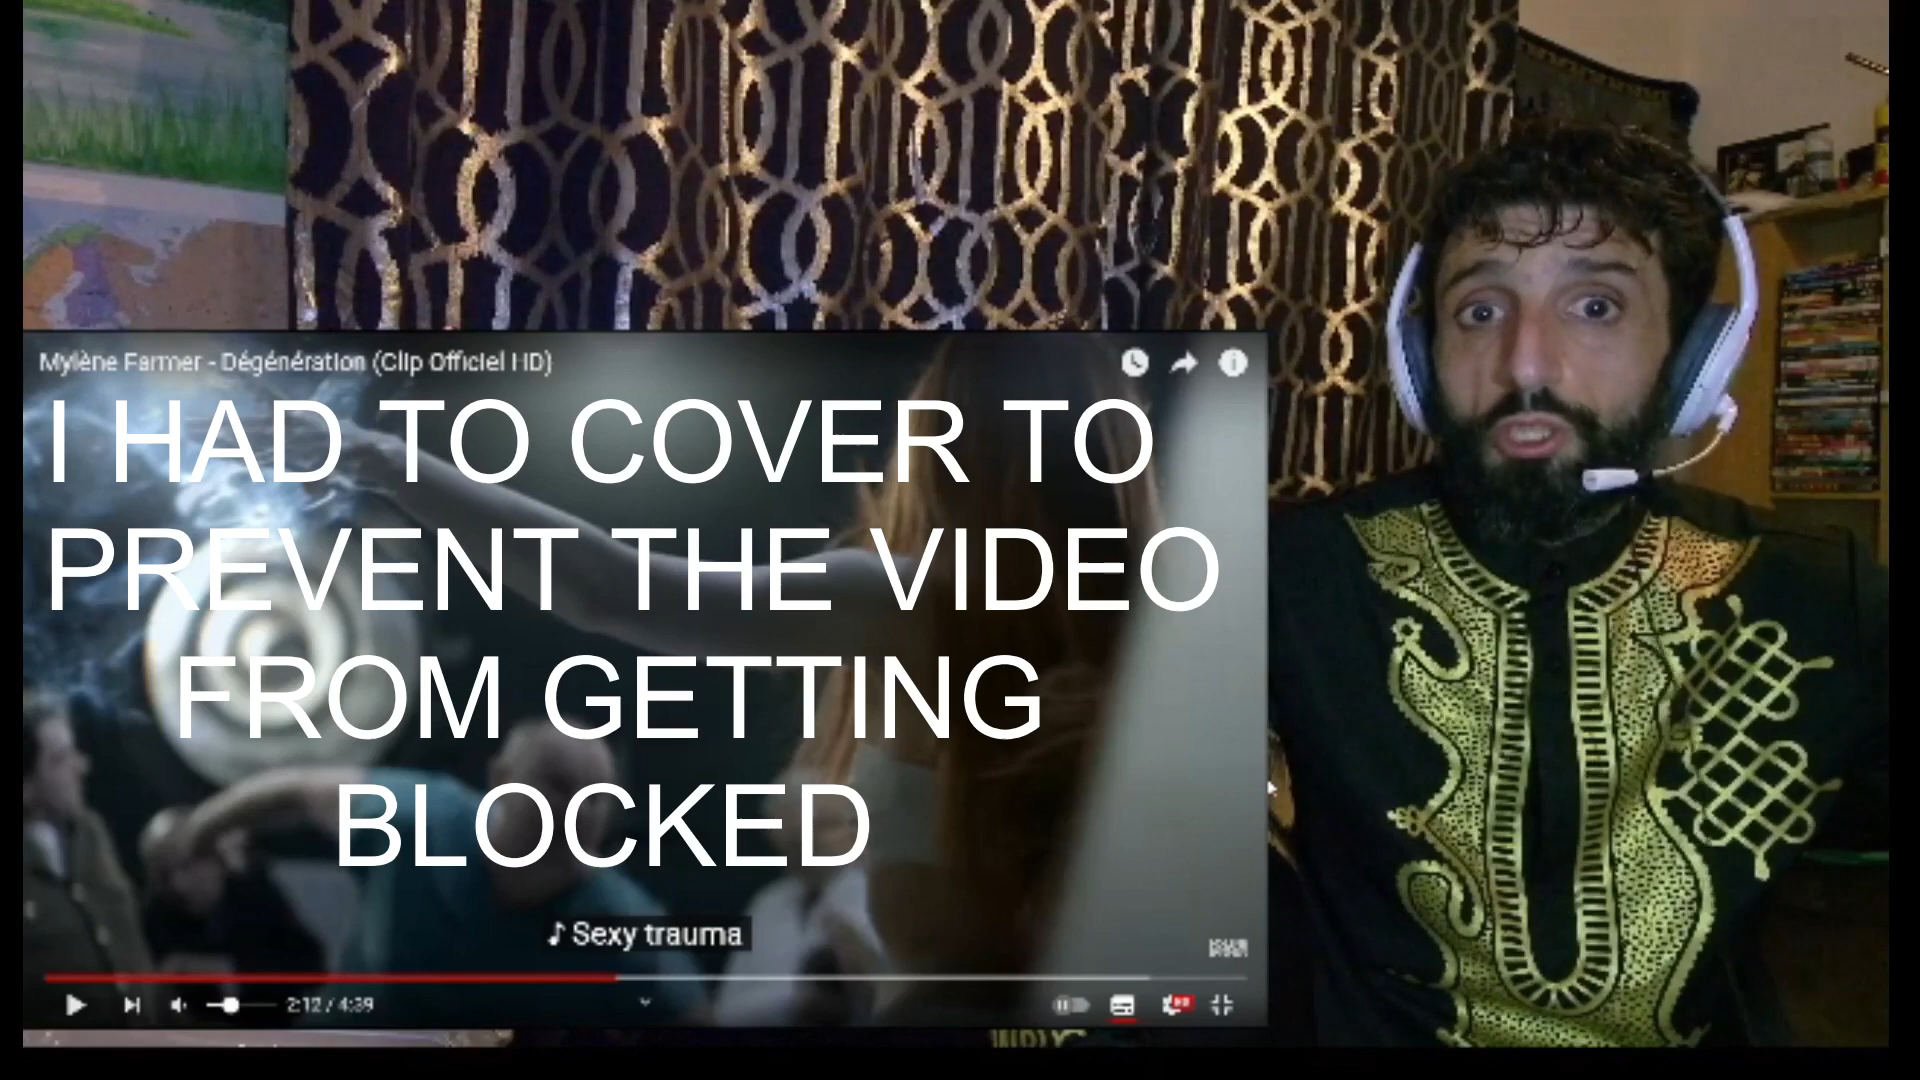 Mylène Farmer - Dégénération (Clip Officiel HD)
I HAD TO COVER TO
PREVENT THE VIDEO
FROM GETTING
BLOCKED
♪ Sexy trauma
2:12 / 4:39
HD